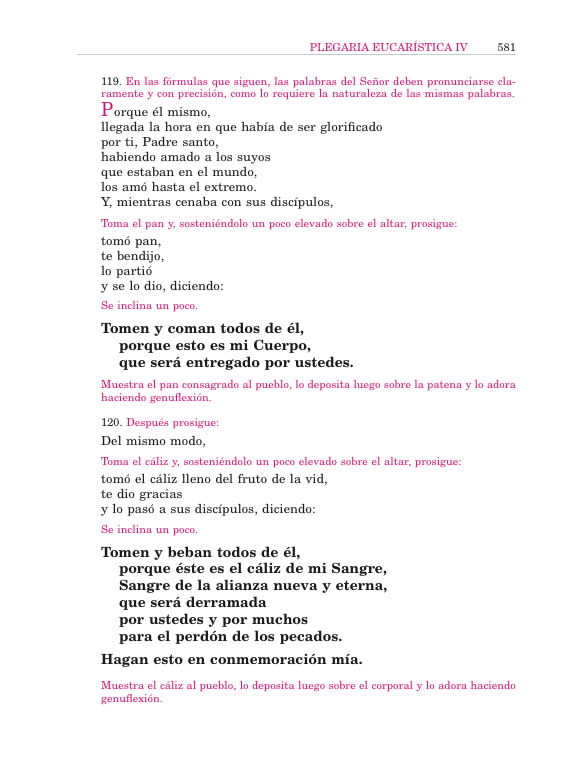 PLEGARIA EUCARÍSTICA IV 581
119. En las fórmulas que siguen, las palabras del Señor deben pronunciarse cla-
ramente y con precisión, como lo requiere la naturaleza de las mismas palabras.
Porque él mismo,
llegada la hora en que había de ser glorificado
por ti, Padre santo,
habiendo amado a los suyos
que estaban en el mundo,
los amó hasta el extremo.
Y, mientras cenaba con sus discípulos,
Toma el pan y, sosteniéndolo un poco elevado sobre el altar, prosigue:
tomó pan,
te bendijo,
lo partió
y se lo dio, diciendo:
Se inclina un poco.
Tomen y coman todos de él,
porque esto es mi Cuerpo,
que será entregado por ustedes.
Muestra el pan consagrado al pueblo, lo deposita luego sobre la patena y lo adora
haciendo genuflexión.
120. Después prosigue:
Del mismo modo,
Toma el cáliz y, sosteniéndolo un poco elevado sobre el altar, prosigue:
tomó el cáliz lleno del fruto de la vid,
te dio gracias
y lo pasó a sus discípulos, diciendo:
Se inclina un poco.
Tomen y beban todos de él,
porque éste es el cáliz de mi Sangre,
Sangre de la alianza nueva y eterna,
que será derramada
por ustedes y por muchos
para el perdón de los pecados.
Hagan esto en conmemoración mía.
Muestra el cáliz al pueblo, lo deposita luego sobre el corporal y lo adora haciendo
genuflexión.